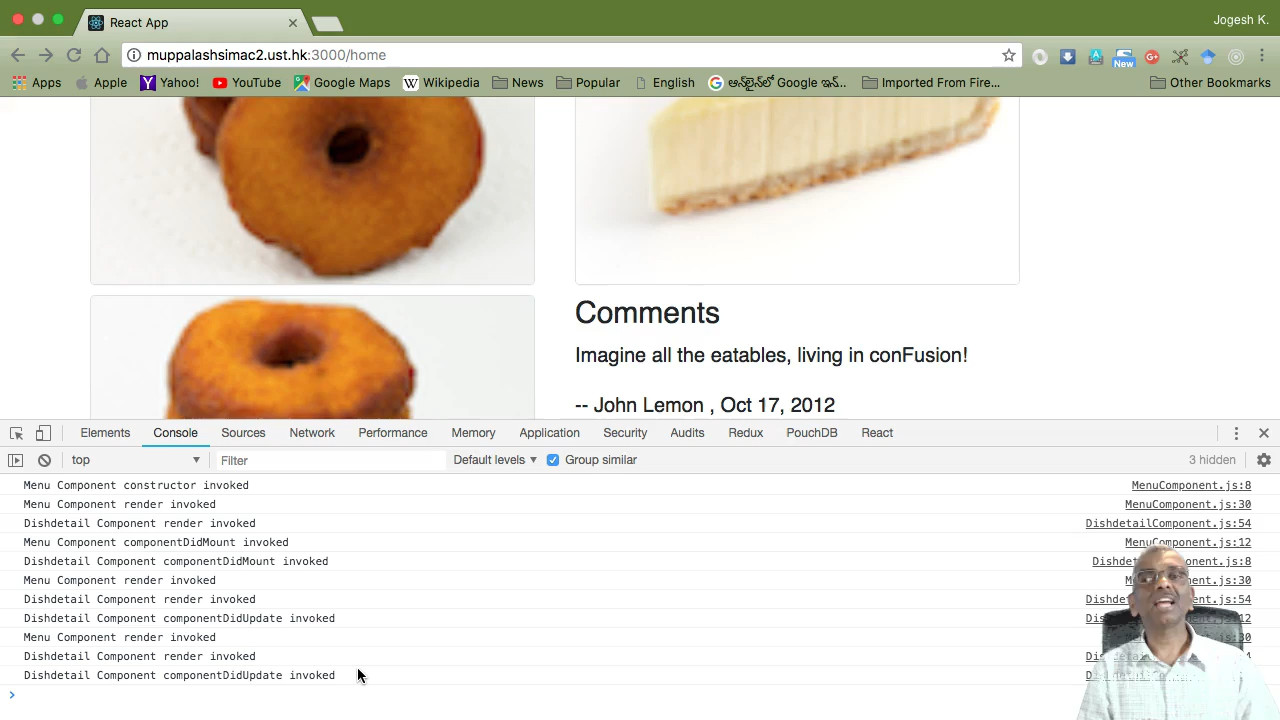 React App
Jogesh K.
muppalashsimac2.ust.hk:3000/home
New
Apps Apple Yahoo! YouTube Google Maps Wikipedia News Popular English ఆన్‌లైన్‌లో Google ఇన్.. Imported From Fire... Other Bookmarks
Comments
Imagine all the eatables, living in conFusion!
-- John Lemon , Oct 17, 2012
Elements Console Sources Network Performance Memory Application Security Audits Redux PouchDB React
top Filter Default levels Group similar 3 hidden
Menu Component constructor invoked MenuComponent.js:8
Menu Component render invoked MenuComponent.js:30
Dishdetail Component render invoked DishdetailComponent.js:54
Menu Component componentDidMount invoked MenuComponent.js:12
Dishdetail Component componentDidMount invoked
Menu Component render invoked
Dishdetail Component render invoked
Dishdetail Component componentDidUpdate invoked
Menu Component render invoked
Dishdetail Component render invoked
Dishdetail Component componentDidUpdate invoked